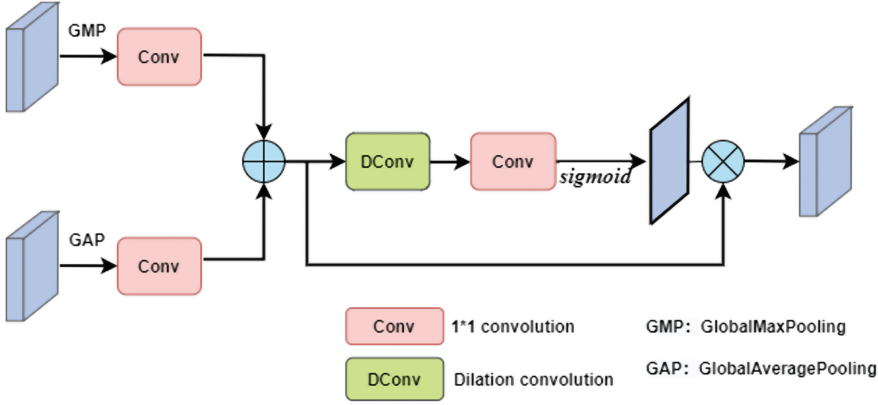 GMP
Conv
DConv
Conv
sigmoid
GAP
Conv
Conv 1*1 convolution
GMP: GlobalMaxPooling
DConv Dilation convolution
GAP: GlobalAveragePooling